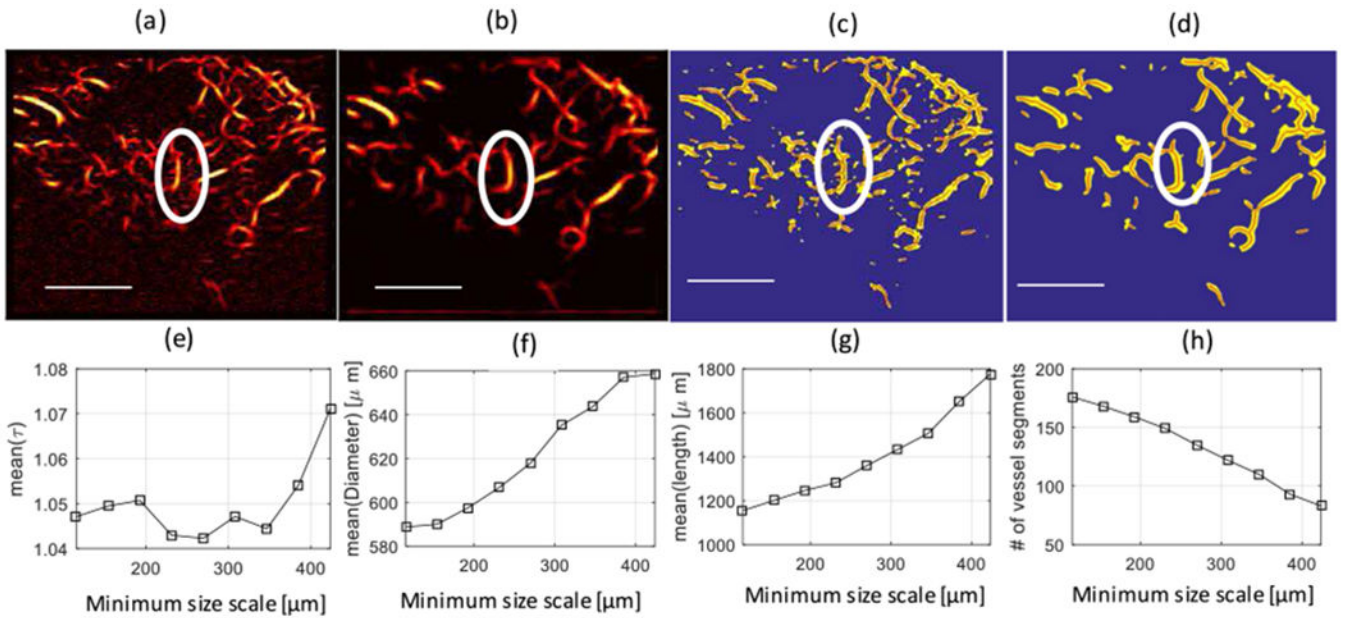 (a) (b) (c) (d)
(e) (f) (g) (h)
1.08
1.07
1.06
1.05
1.04
mean(τ)
200 300 400
Minimum size scale [µm]
660
640
620
600
580
mean(Diameter) [μ m]
200 300 400
Minimum size scale [µm]
1800
1600
1400
1200
1000
mean(length) [μ m]
200 300 400
Minimum size scale [µm]
200
150
100
50
# of vessel segments
200 300 400
Minimum size scale [µm]